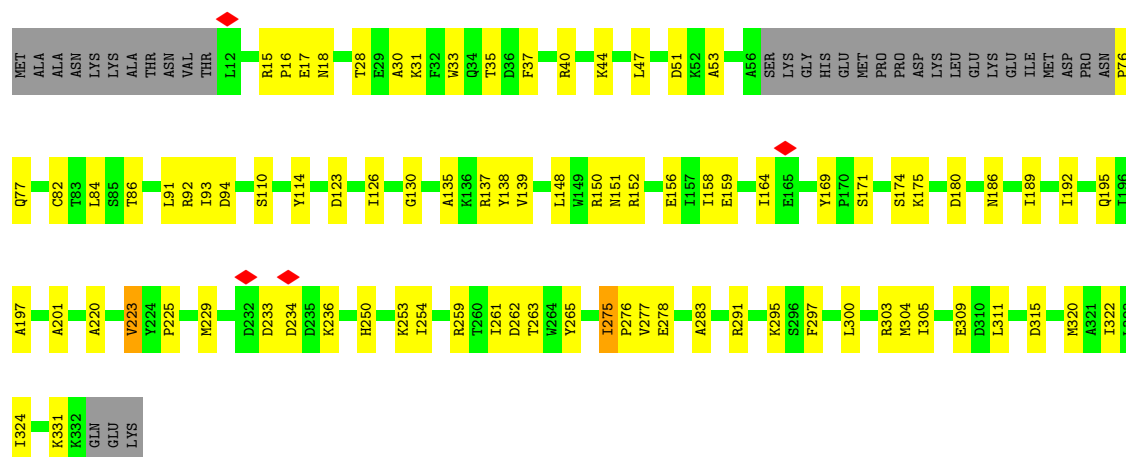 MET ALA ALA ASN LYS LYS ALA THR ASN VAL THR L12 R15 P16 E17 N18 T28 E29 A30 K31 F32 W33 Q34 T35 D36 F37 R40 K44 L47 D51 K52 A53 A56 SER LYS GLY HIS GLU MET PRO PRO ASP LYS LEU GLU LYS GLU ILE MET ASP PRO ASN P76
Q77 C82 T83 L84 S85 T86 L91 R92 I93 D94 S110 Y114 D123 I126 G130 A135 K136 R137 Y138 V139 L148 W149 R150 N151 R152 E156 I157 I158 E159 I164 E165 Y169 P170 S171 S174 K175 D180 N186 I189 I192 Q195 I196
A197 A201 A220 V223 Y224 P225 M229 D232 D233 D234 D235 K236 H250 K253 I254 R259 T260 I261 D262 T263 W264 Y265 I275 P276 V277 E278 A283 R291 K295 S296 F297 L300 R303 M304 I305 E309 D310 L311 D315 M320 A321 I322
I324 K331 K332 GLN GLU LYS